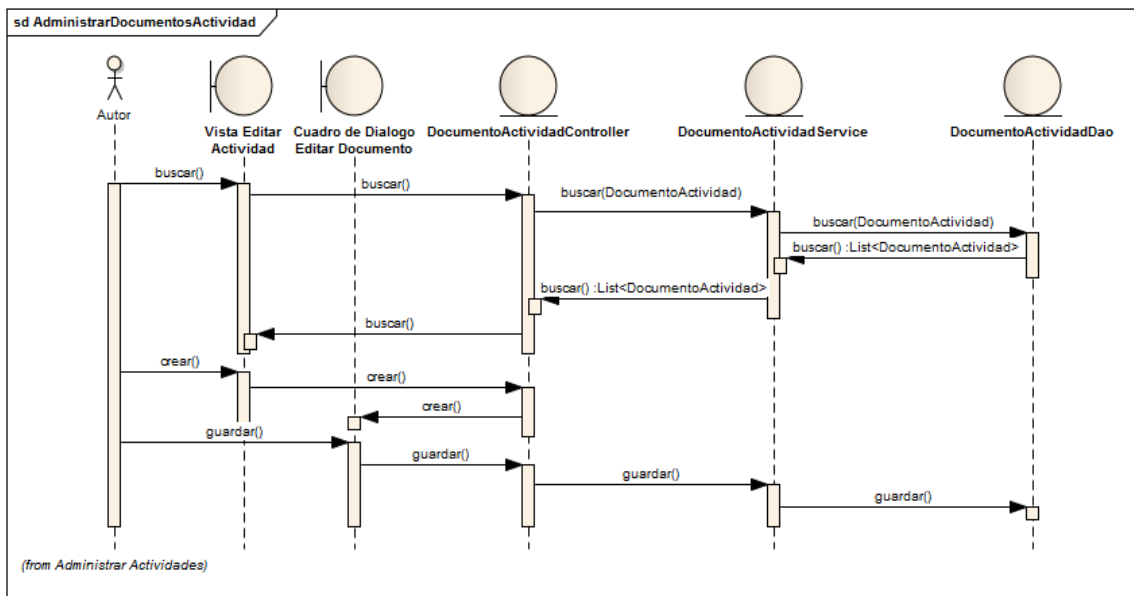 sd AdministrarDocumentosActividad
Autor
Vista Editar
Actividad
Cuadro de Dialogo
Editar Documento
DocumentoActividadController
DocumentoActividadService
DocumentoActividadDao
buscar()
buscar()
buscar(DocumentoActividad)
buscar(DocumentoActividad)
buscar() :List<DocumentoActividad>
buscar() :List<DocumentoActividad>
buscar()
crear()
crear()
crear()
guardar()
guardar()
guardar()
guardar()
(from Administrar Actividades)